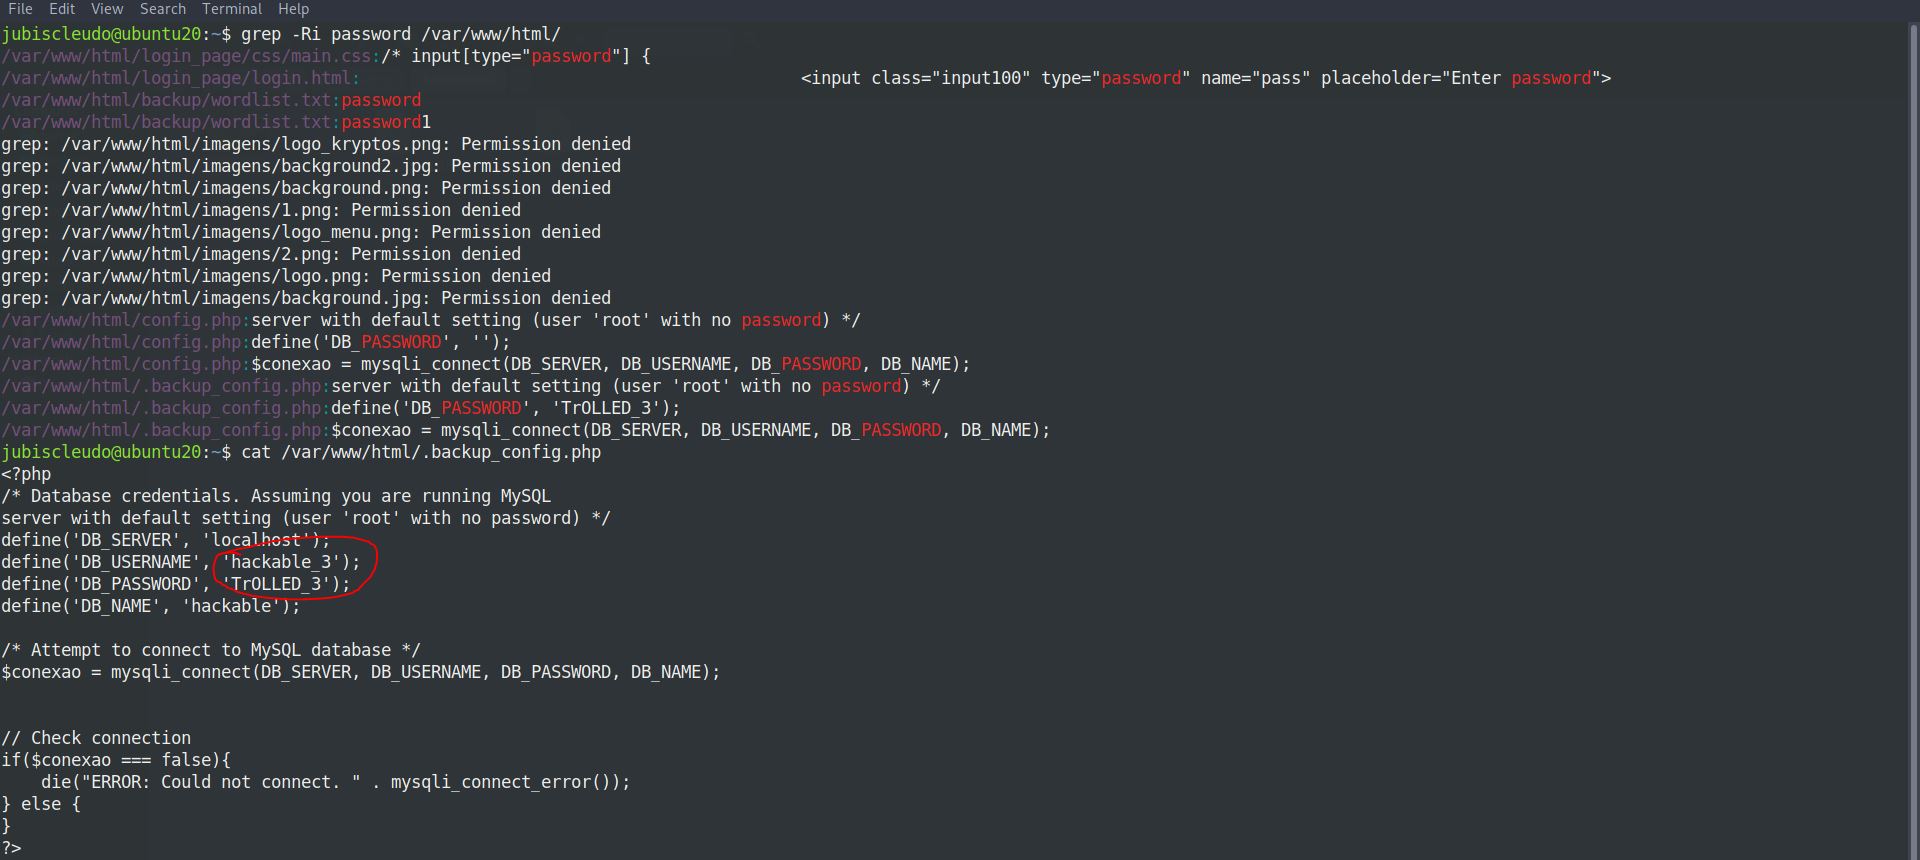 File Edit View Search Terminal Help
jubiscleudo@ubuntu20:~$ grep -Ri password /var/www/html/
/var/www/html/login_page/css/main.css:/* input[type="password"] {
/var/www/html/login_page/login.html:                                            <input class="input100" type="password" name="pass" placeholder="Enter password">
/var/www/html/backup/wordlist.txt:password
/var/www/html/backup/wordlist.txt:password1
grep: /var/www/html/imagens/logo_kryptos.png: Permission denied
grep: /var/www/html/imagens/background2.jpg: Permission denied
grep: /var/www/html/imagens/background.png: Permission denied
grep: /var/www/html/imagens/1.png: Permission denied
grep: /var/www/html/imagens/logo_menu.png: Permission denied
grep: /var/www/html/imagens/2.png: Permission denied
grep: /var/www/html/imagens/logo.png: Permission denied
grep: /var/www/html/imagens/background.jpg: Permission denied
/var/www/html/config.php:server with default setting (user 'root' with no password) */
/var/www/html/config.php:define('DB_PASSWORD', '');
/var/www/html/config.php:$conexao = mysqli_connect(DB_SERVER, DB_USERNAME, DB_PASSWORD, DB_NAME);
/var/www/html/.backup_config.php:server with default setting (user 'root' with no password) */
/var/www/html/.backup_config.php:define('DB_PASSWORD', 'TrOLLED_3');
/var/www/html/.backup_config.php:$conexao = mysqli_connect(DB_SERVER, DB_USERNAME, DB_PASSWORD, DB_NAME);
jubiscleudo@ubuntu20:~$ cat /var/www/html/.backup_config.php
<?php
/* Database credentials. Assuming you are running MySQL
server with default setting (user 'root' with no password) */
define('DB_SERVER', 'localhost');
define('DB_USERNAME', 'hackable_3');
define('DB_PASSWORD', 'TrOLLED_3');
define('DB_NAME', 'hackable');
/* Attempt to connect to MySQL database */
$conexao = mysqli_connect(DB_SERVER, DB_USERNAME, DB_PASSWORD, DB_NAME);
// Check connection
if($conexao === false){
    die("ERROR: Could not connect. " . mysqli_connect_error());
} else {
}
?>